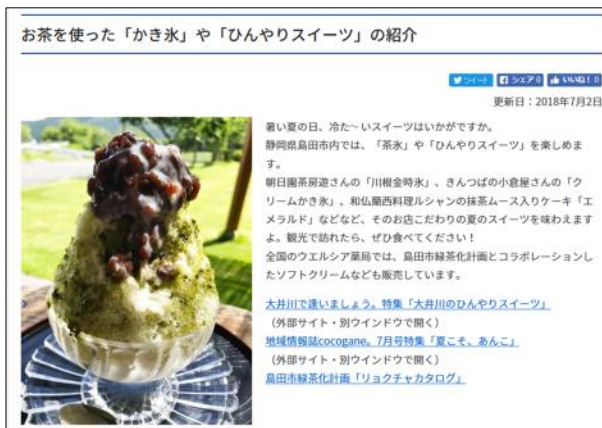 お茶を使った「かき氷」や「ひんやりスイーツ」の紹介
ツイート シェア 0 いいね! 0
更新日：2018年7月2日
暑い夏の日、冷た～いスイーツはいかがですか。
静岡県島田市内では、「茶氷」や「ひんやりスイーツ」を楽しめま
す。
朝日園茶房遊さんの「川根金時氷」、きんつばの小倉屋さんの「ク
リームかき氷」、和仏蘭西料理ルシャンの抹茶ムース入りケーキ「エ
メラルド」などなど、そのお店こだわりの夏のスイーツを味わえます
よ。観光で訪れたら、ぜひ食べてください！
全国のウエルシア薬局では、島田市緑茶化計画とコラボレーションし
たソフトクリームなども販売しています。
大井川で逢いましょう。特集「大井川のひんやりスイーツ」
（外部サイト・別ウインドウで開く）
地域情報誌cocogane。7月号特集「夏こそ、あんこ」
（外部サイト・別ウインドウで開く）
島田市緑茶化計画「リョクチャカタログ」